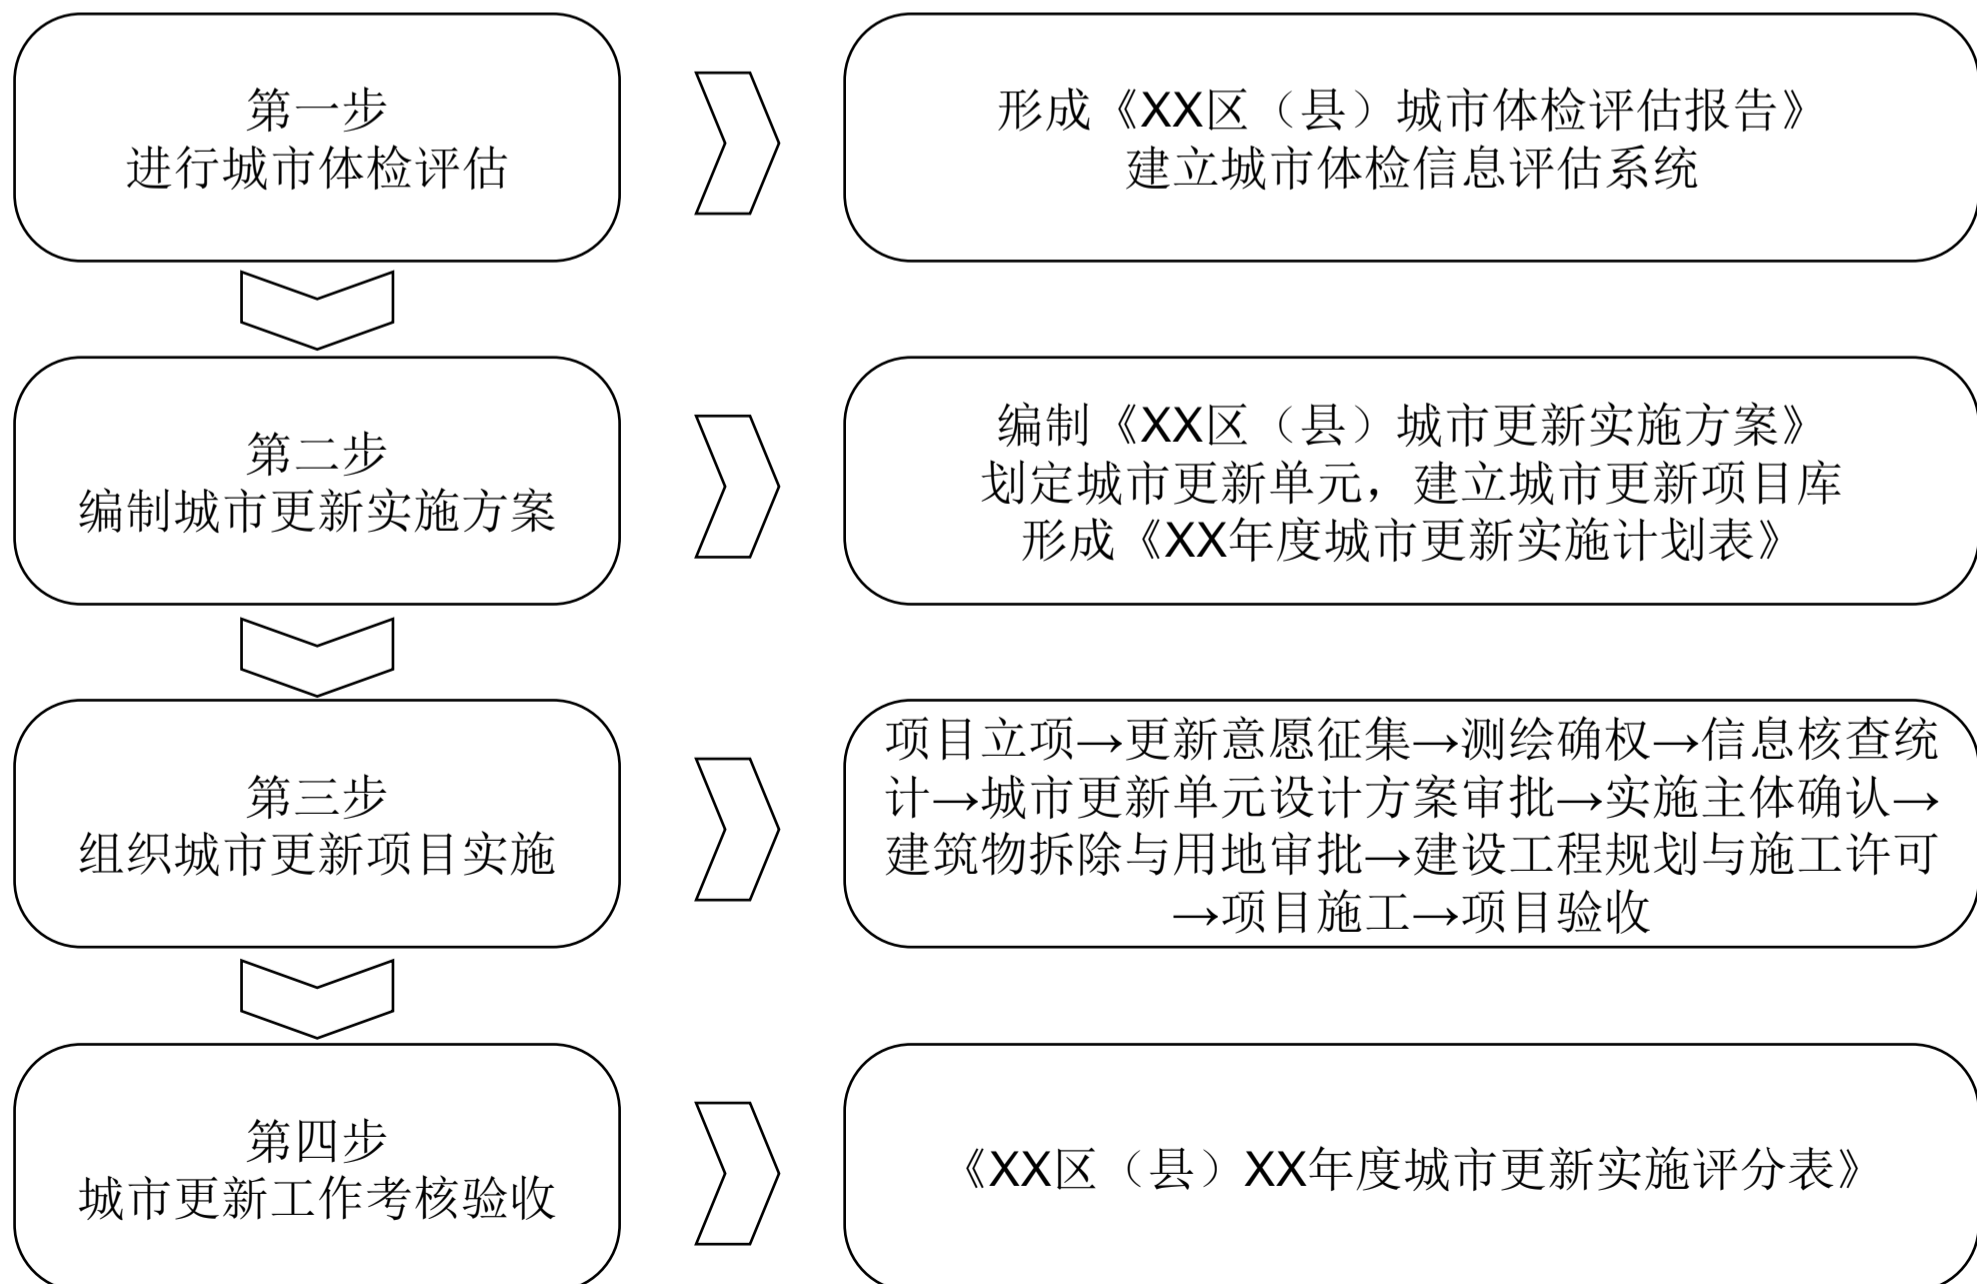 第一步
进行城市体检评估
形成《XX区（县）城市体检评估报告》
建立城市体检信息评估系统
第二步
编制城市更新实施方案
编制《XX区（县）城市更新实施方案》
划定城市更新单元，建立城市更新项目库
形成《XX年度城市更新实施计划表》
第三步
组织城市更新项目实施
项目立项→更新意愿征集→测绘确权→信息核查统
计→城市更新单元设计方案审批→实施主体确认→
建筑物拆除与用地审批→建设工程规划与施工许可
→项目施工→项目验收
第四步
城市更新工作考核验收
《XX区（县）XX年度城市更新实施评分表》